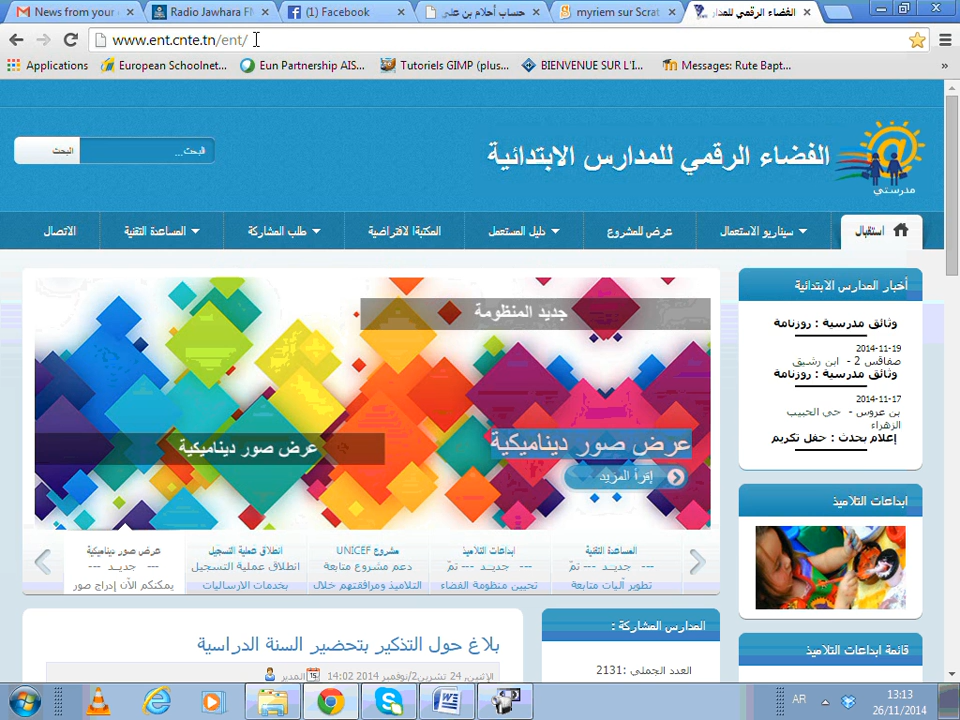 News from your
Radio Jawhara FM
(1) Facebook
حساب أحلام بن علي
myriem sur Scrat
الفضاء الرقمي للمدار
www.ent.cnte.tn/ent/
Applications
European Schoolnet...
Eun Partnership AIS...
Tutoriels GIMP (plus...
BIENVENUE SUR L'I...
Messages: Rute Bapt...
»
الفضاء الرقمي للمدارس الابتدائية
مدرستي
البحث...
البحث
استقبال
سيناريو الاستعمال
عرض للمشروع
دليل المستعمل
المكتبة الافتراضية
طلب المشاركة
المساعدة التقنية
الاتصال
جديد المنظومة
عرض صور ديناميكية
عرض صور ديناميكية
إقرأ المزيد
المساعدة التقنية
--- جديـد --- تمّ
تطوير آليات متابعة
ابداعات التلاميذ
--- جديـد --- تمّ
تحيين منظومة الفضاء
مشروع UNICEF
دعم مشروع متابعة
التلاميذ ومرافقتهم خلال
انطلاق عملية التسجيل
انطلاق عملية التسجيل
بخدمات الارساليات
عرض صور ديناميكية
--- جديـد ---
يمكنكم الآن إدراج صور
أخبار المدارس الابتدائية
وثائق مدرسية : روزنامة
2014-11-19
صفاقس 2 - ابن رشيق
وثائق مدرسية : روزنامة
2014-11-17
بن عروس - حي الحبيب
الزهراء
إعلام بحدث : حفل تكريم
ابداعات التلاميذ
قائمة ابداعات التلاميذ
بلاغ حول التذكير بتحضير السنة الدراسية
الإثنين, 24 تشرين2/نوفمبر 2014 14:02
المدير
المدارس المشاركة :
العدد الجملي :2131
AR
13:13
26/11/2014